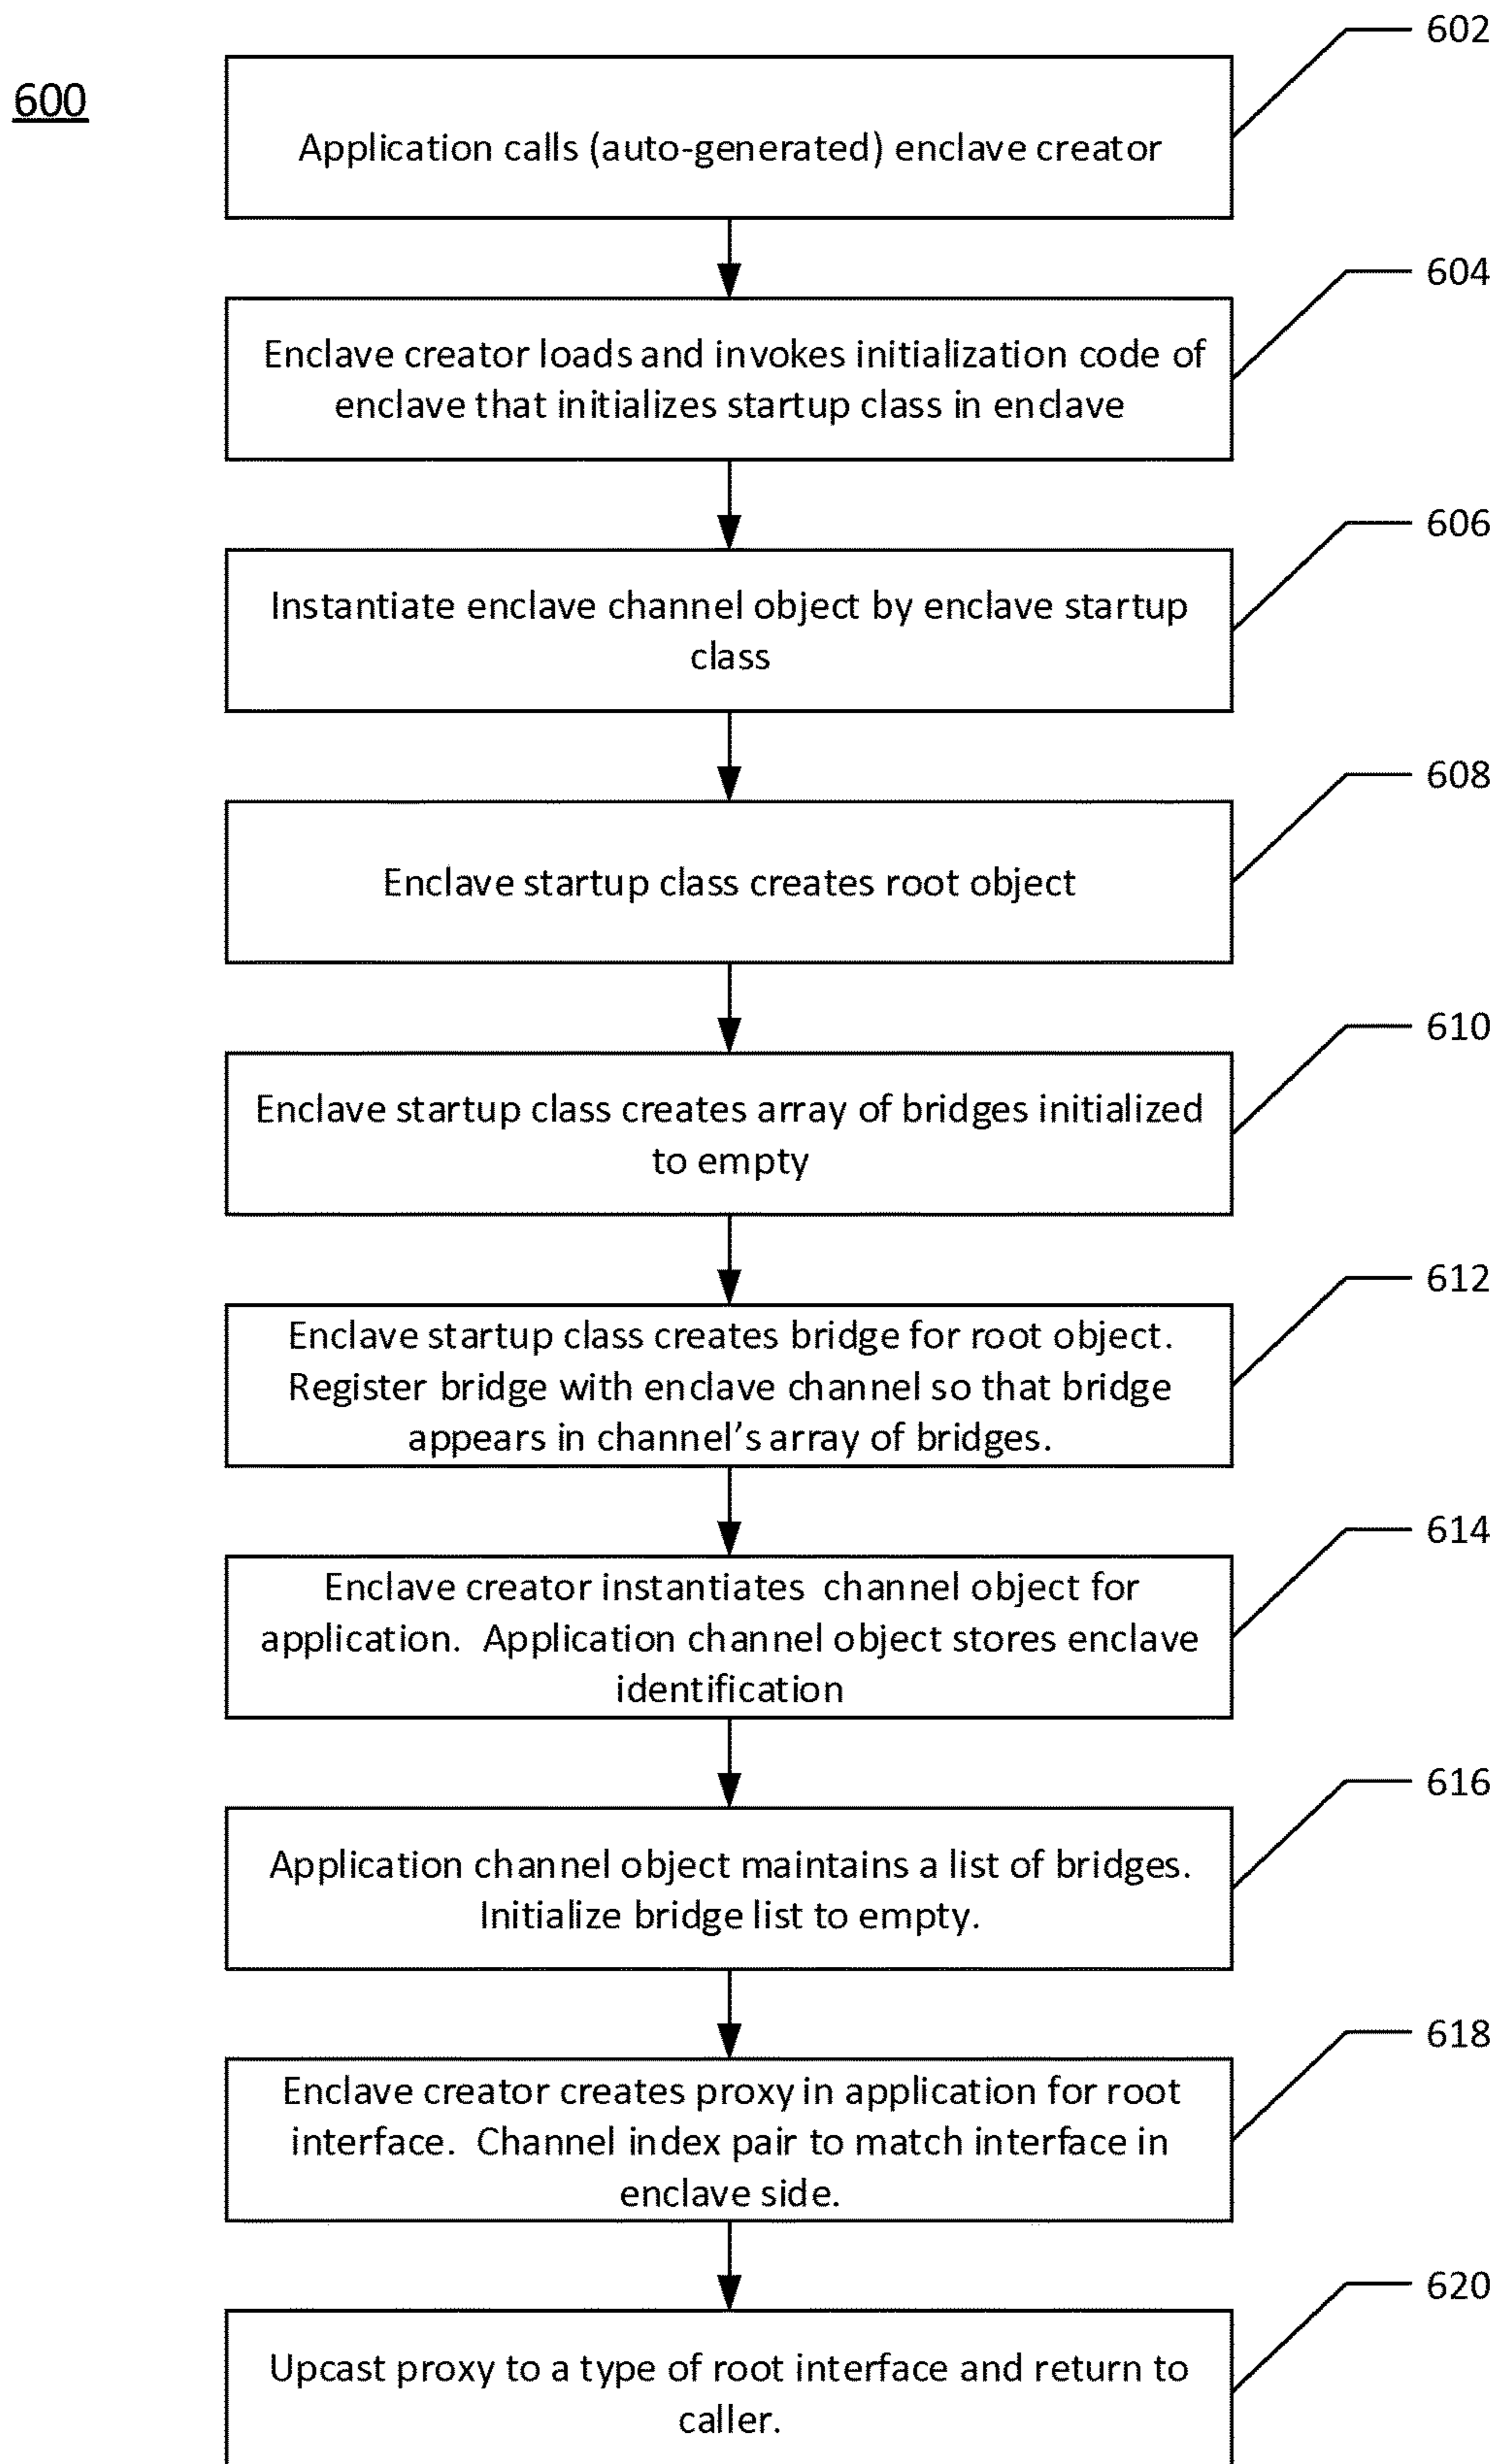 602
600
Application calls (auto-generated) enclave creator
604
Enclave creator loads and invokes initialization code of
enclave that initializes startup class in enclave
606
Instantiate enclave channel object by enclave startup
class
608
Enclave startup class creates root object
610
Enclave startup class creates array of bridges initialized
to empty
612
Enclave startup class creates bridge for root object.
Register bridge with enclave channel so that bridge
appears in channel’s array of bridges.
614
Enclave creator instantiates channel object for
application. Application channel object stores enclave
identification
616
Application channel object maintains a list of bridges.
Initialize bridge list to empty.
618
Enclave creator creates proxy in application for root
interface. Channel index pair to match interface in
enclave side.
620
Upcast proxy to a type of root interface and return to
caller.